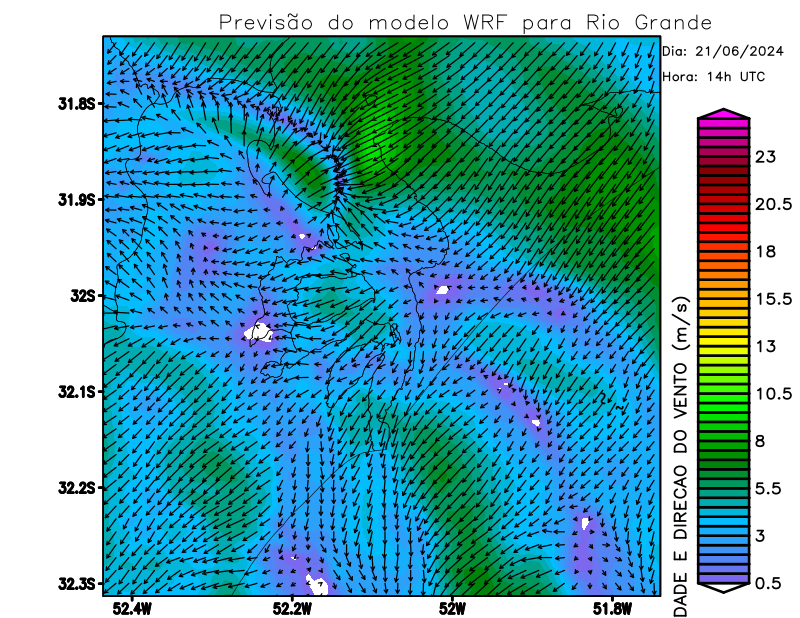 Previsão do modelo WRF para Rio Grande
Dia: 21/06/2024
Hora: 14h UTC
31.8S
31.9S
32S
32.1S
32.2S
32.3S
52.4W
52.2W
52W
51.8W
23
20.5
18
15.5
13
10.5
8
5.5
3
0.5
DADE E DIRECAO DO VENTO (m/s)